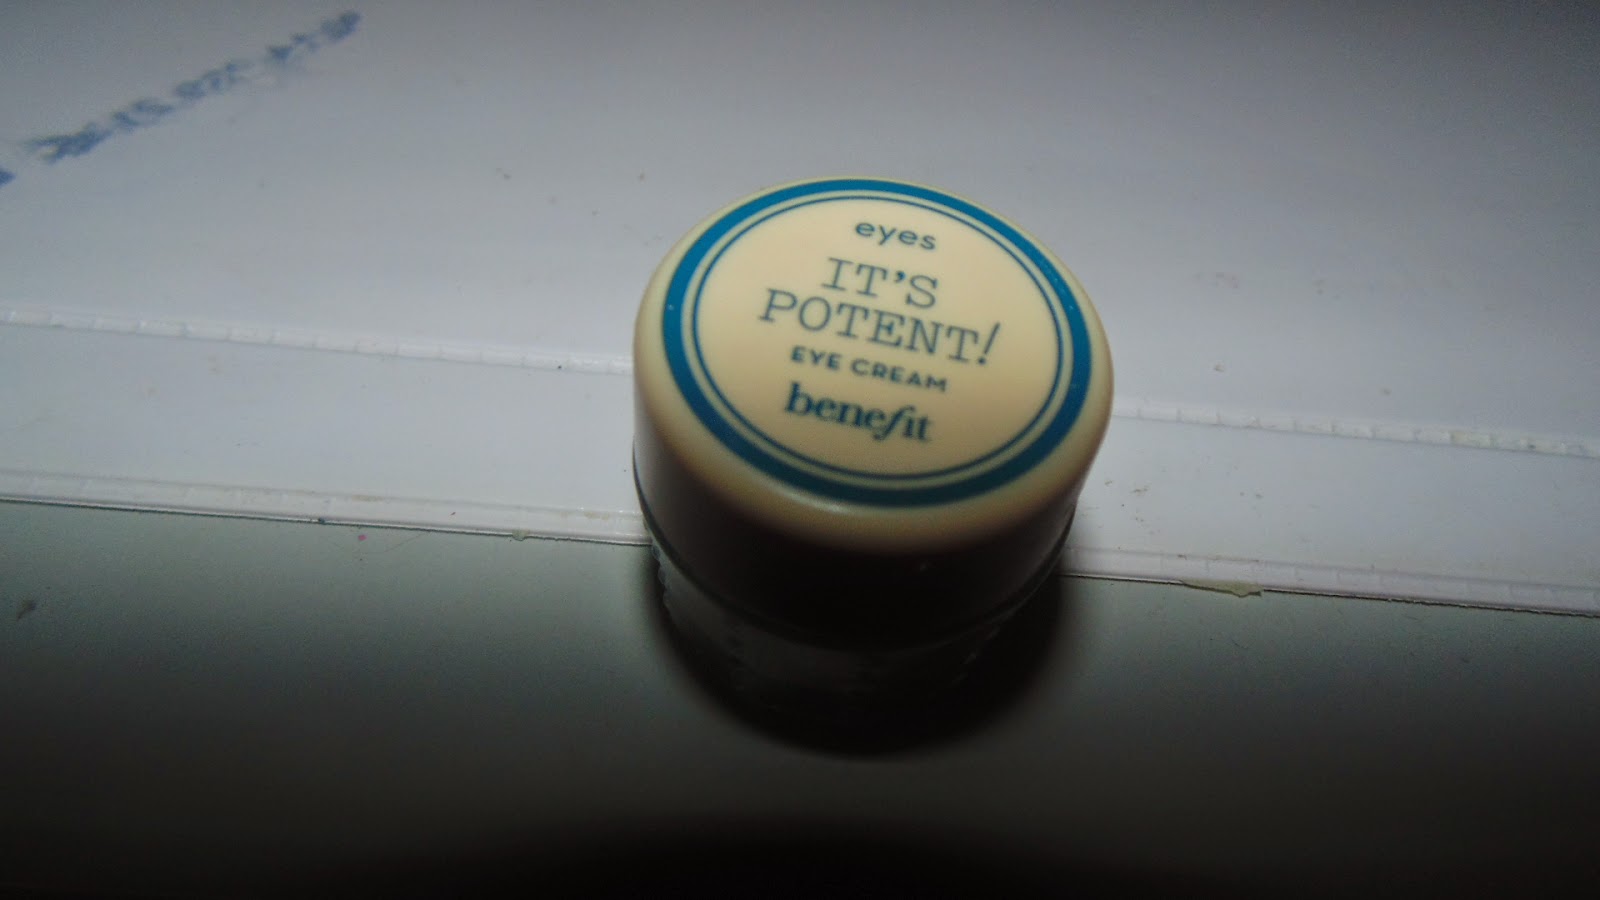 eyes
IT'S
POTENT!
EYE CREAM
benefit